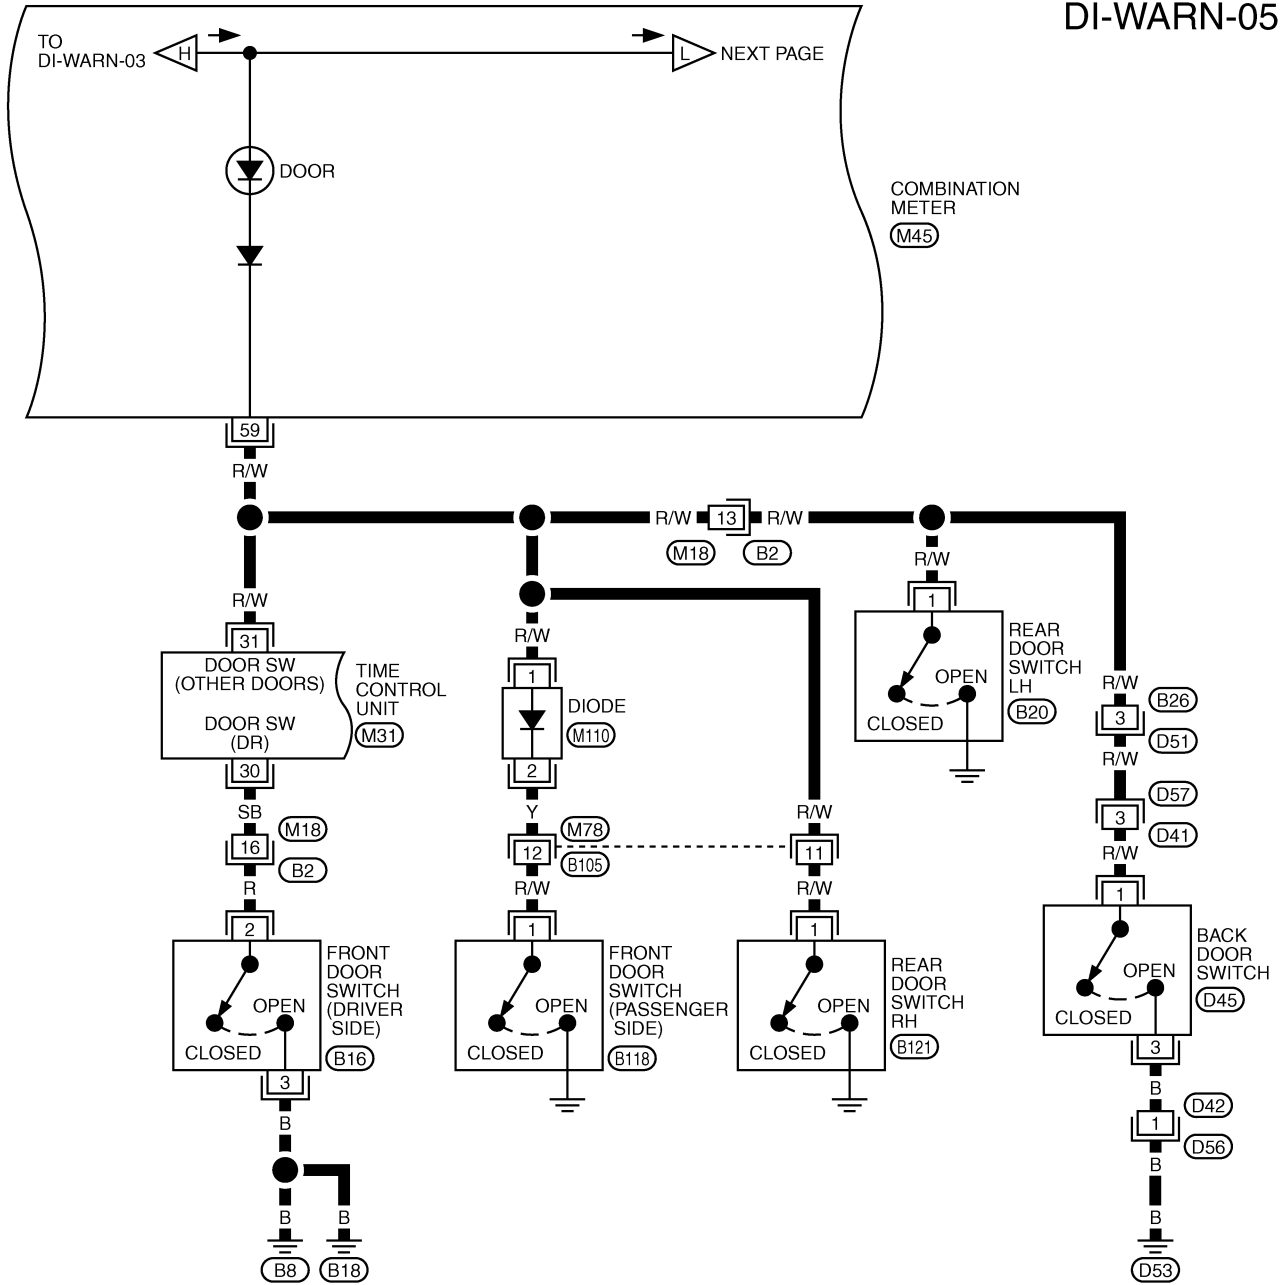 DI-WARN-05
TO
DI-WARN-03
H
L
NEXT PAGE
DOOR
COMBINATION
METER
M45
59
R/W
R/W
13
R/W
M18
B2
R/W
R/W
R/W
31
DOOR SW
(OTHER DOORS)
DOOR SW
(DR)
TIME
CONTROL
UNIT
M31
30
SB
M18
16
B2
R
2
OPEN
CLOSED
FRONT
DOOR
SWITCH
(DRIVER
SIDE)
B16
3
B
B
B
B8
B18
1
DIODE
M110
2
Y
M78
12
B105
R/W
1
OPEN
CLOSED
FRONT
DOOR
SWITCH
(PASSENGER
SIDE)
B118
R/W
11
R/W
1
OPEN
CLOSED
REAR
DOOR
SWITCH
RH
B121
1
OPEN
CLOSED
REAR
DOOR
SWITCH
LH
B20
R/W
B26
3
D51
R/W
D57
3
D41
R/W
1
OPEN
CLOSED
BACK
DOOR
SWITCH
D45
3
B
D42
1
D56
B
B
D53